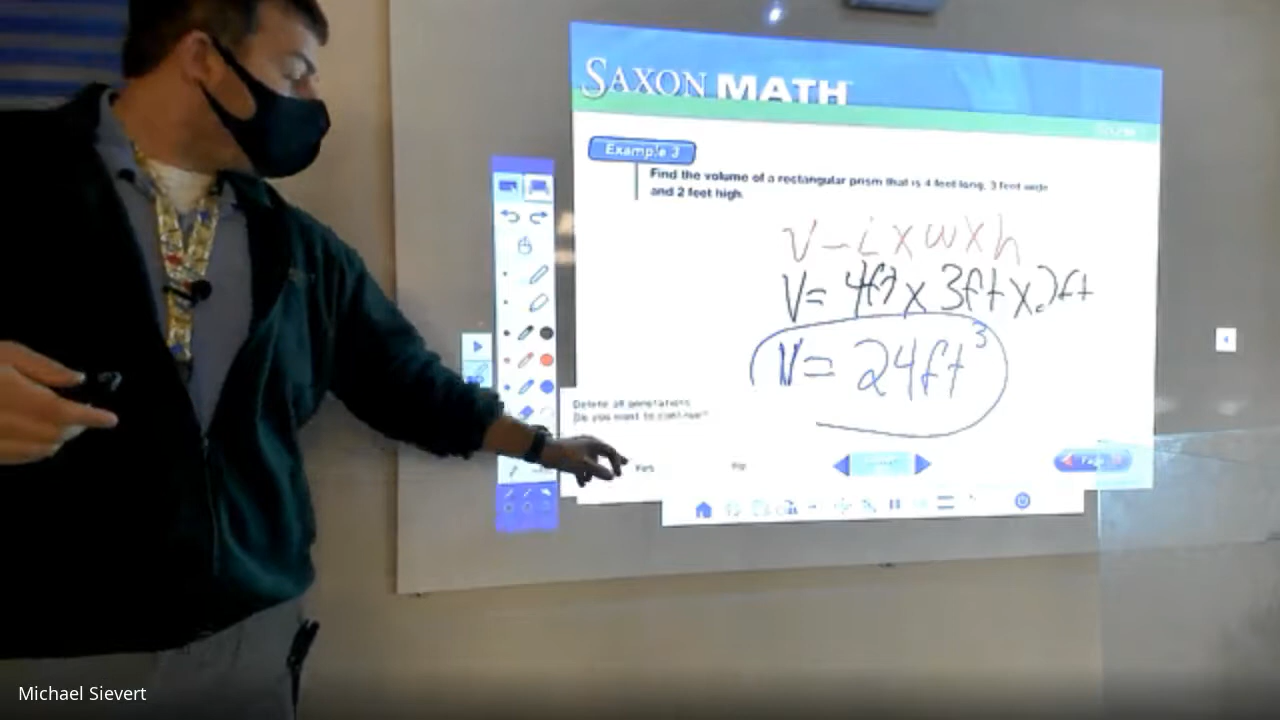 SAXON MATH
Example 3
Find the volume of a rectangular prism that is 4 feet long, 3 feet wide
and 2 feet high.
V = L x w x h
V = 4ft x 3ft x 2ft
V = 24ft³
Delete all annotations.
Do you want to continue?
Yes
Page
Michael Sievert